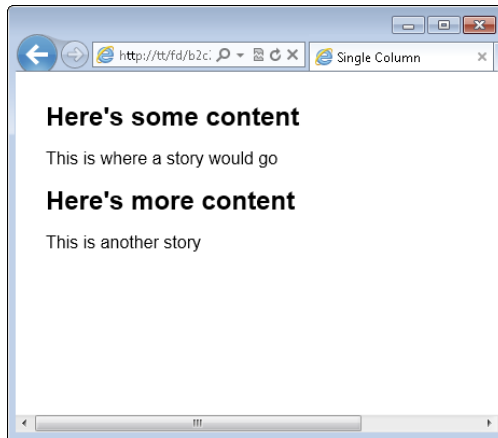 http://tt/fd/b2c: Single Column
Here's some content
This is where a story would go
Here's more content
This is another story